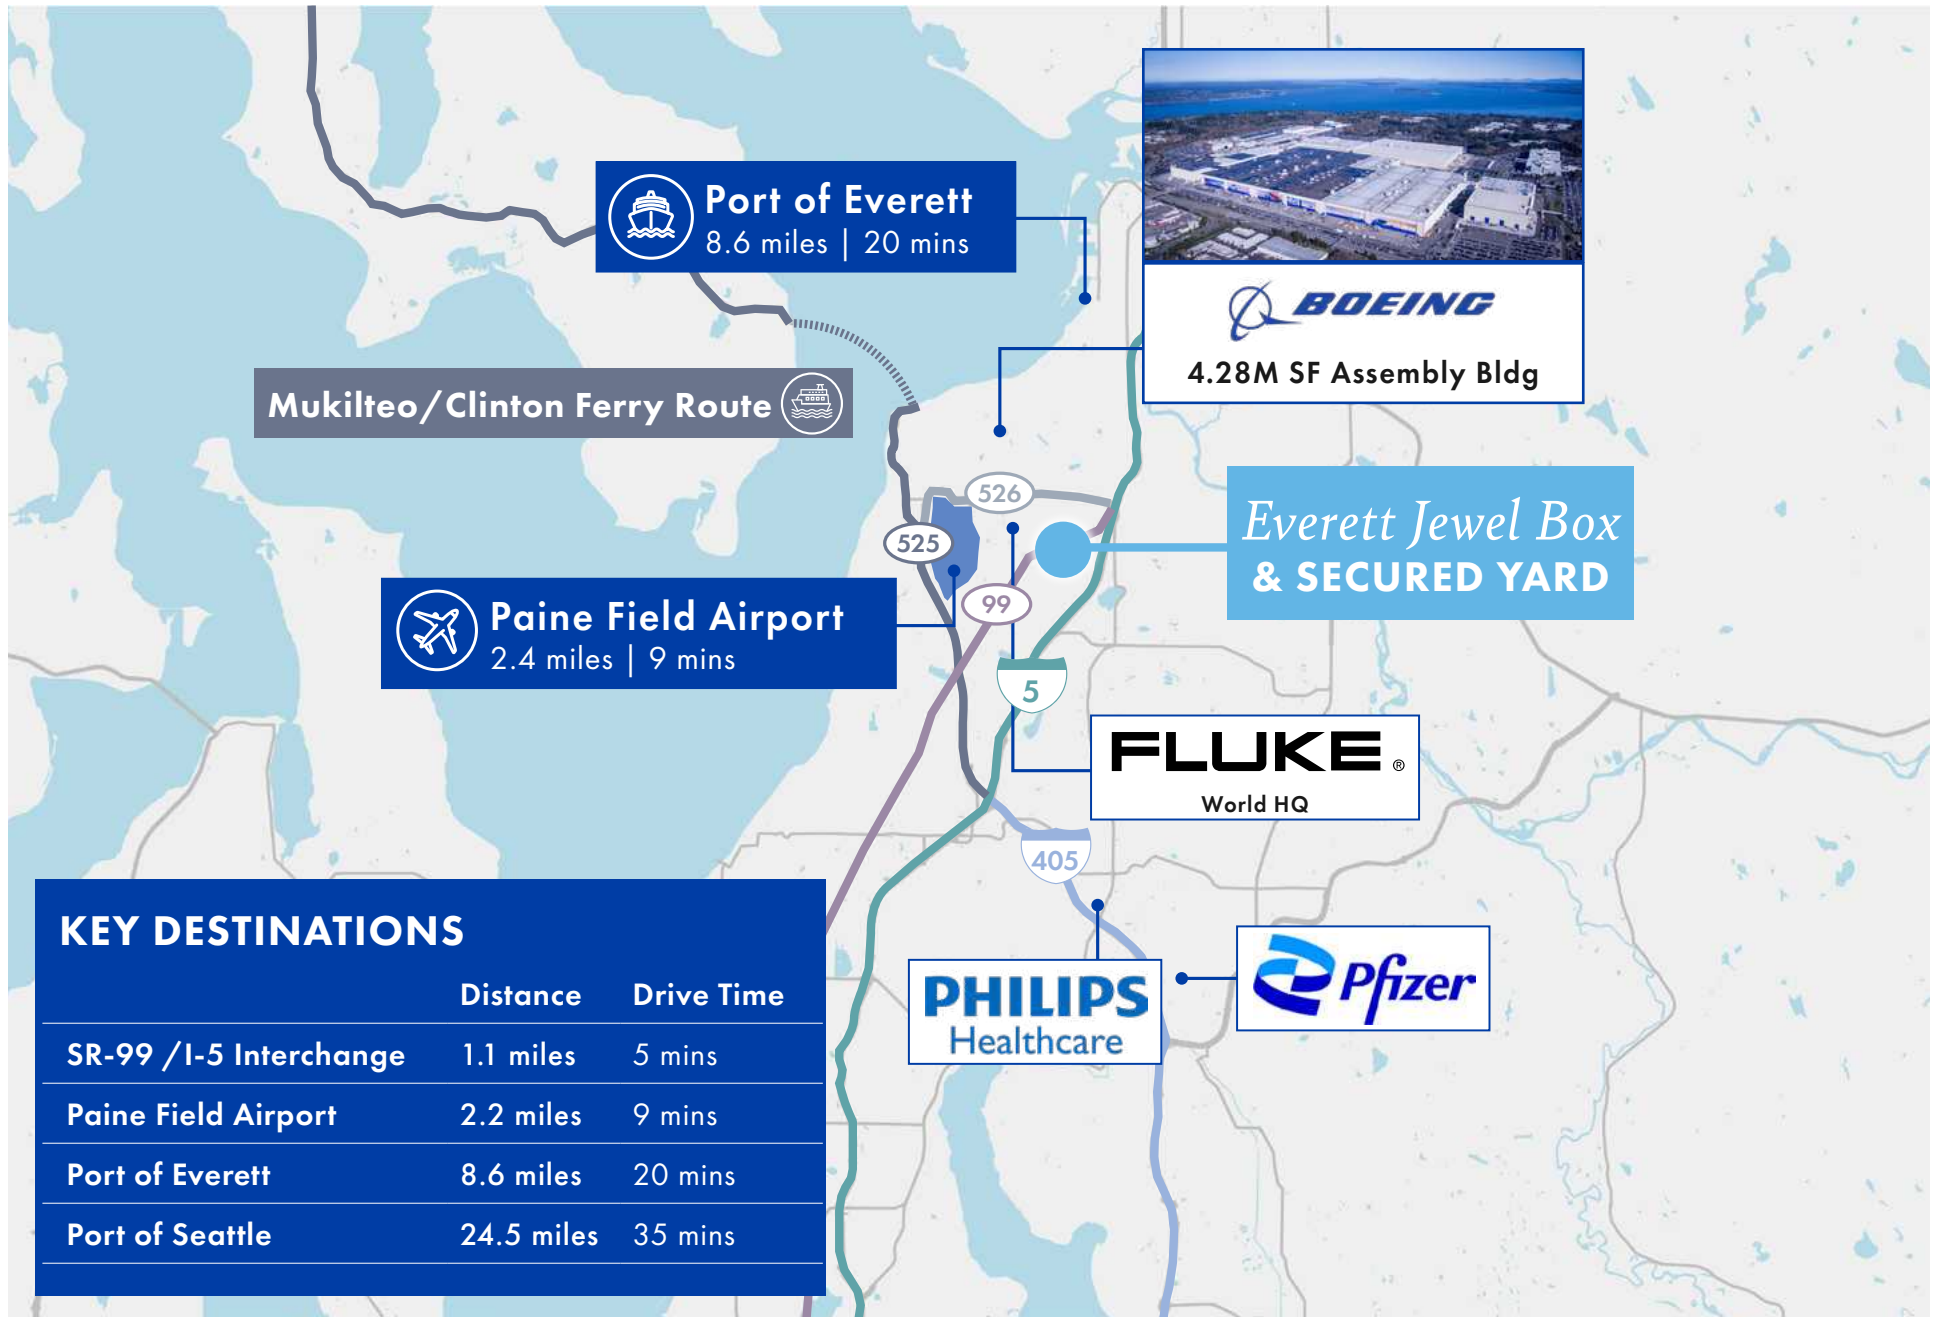 Port of Everett
8.6 miles | 20 mins
BOEING
4.28M SF Assembly Bldg
Mukilteo/Clinton Ferry Route
526
525
Everett Jewel Box
& SECURED YARD
Paine Field Airport
2.4 miles | 9 mins
99
5
FLUKE®
World HQ
405
PHILIPS
Healthcare
Pfizer
KEY DESTINATIONS
Distance Drive Time
SR-99 /I-5 Interchange 1.1 miles 5 mins
Paine Field Airport 2.2 miles 9 mins
Port of Everett 8.6 miles 20 mins
Port of Seattle 24.5 miles 35 mins